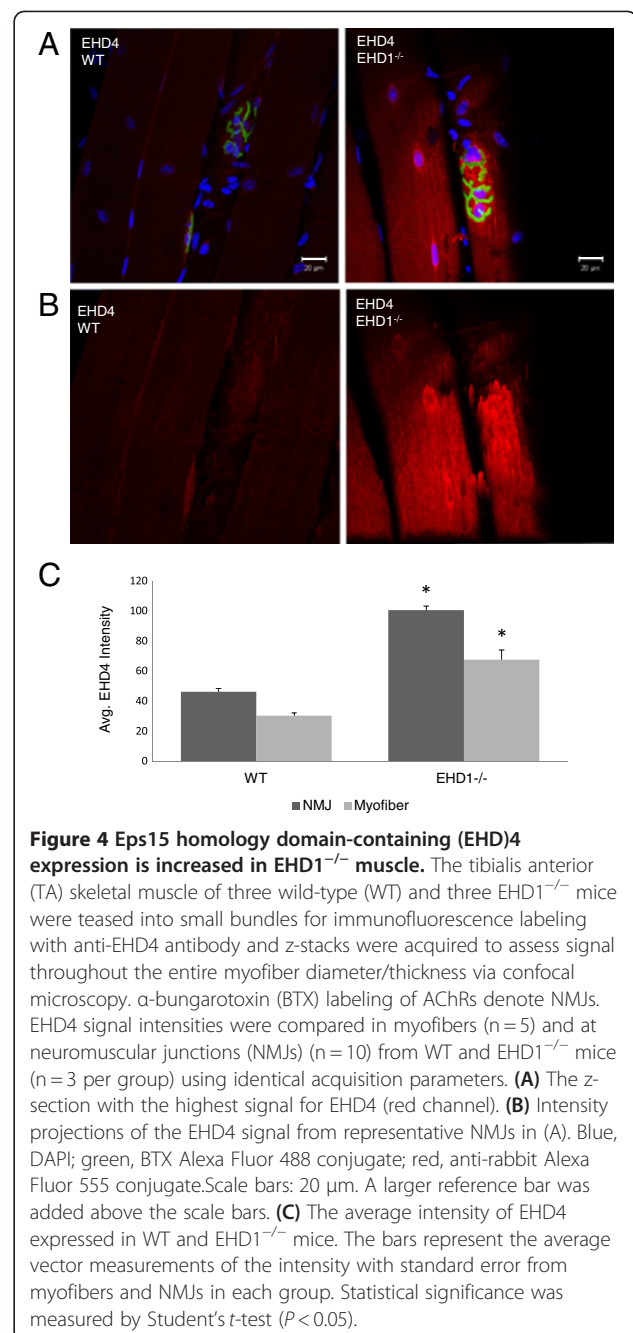 A
EHD4
WT
EHD4
EHD1-/-
20 µm
20 µm
B
EHD4
WT
EHD4
EHD1-/-
C
Avg. EHD4 Intensity
120
100
80
60
40
20
0
*
*
WT
EHD1-/-
NMJ
Myofiber
Figure 4 Eps15 homology domain-containing (EHD)4
expression is increased in EHD1−/− muscle. The tibialis anterior
(TA) skeletal muscle of three wild-type (WT) and three EHD1−/− mice
were teased into small bundles for immunofluorescence labeling
with anti-EHD4 antibody and z-stacks were acquired to assess signal
throughout the entire myofiber diameter/thickness via confocal
microscopy. α-bungarotoxin (BTX) labeling of AChRs denote NMJs.
EHD4 signal intensities were compared in myofibers (n = 5) and at
neuromuscular junctions (NMJs) (n = 10) from WT and EHD1−/− mice
(n = 3 per group) using identical acquisition parameters. (A) The z-
section with the highest signal for EHD4 (red channel). (B) Intensity
projections of the EHD4 signal from representative NMJs in (A). Blue,
DAPI; green, BTX Alexa Fluor 488 conjugate; red, anti-rabbit Alexa
Fluor 555 conjugate.Scale bars: 20 μm. A larger reference bar was
added above the scale bars. (C) The average intensity of EHD4
expressed in WT and EHD1−/− mice. The bars represent the average
vector measurements of the intensity with standard error from
myofibers and NMJs in each group. Statistical significance was
measured by Student's t-test (P < 0.05).